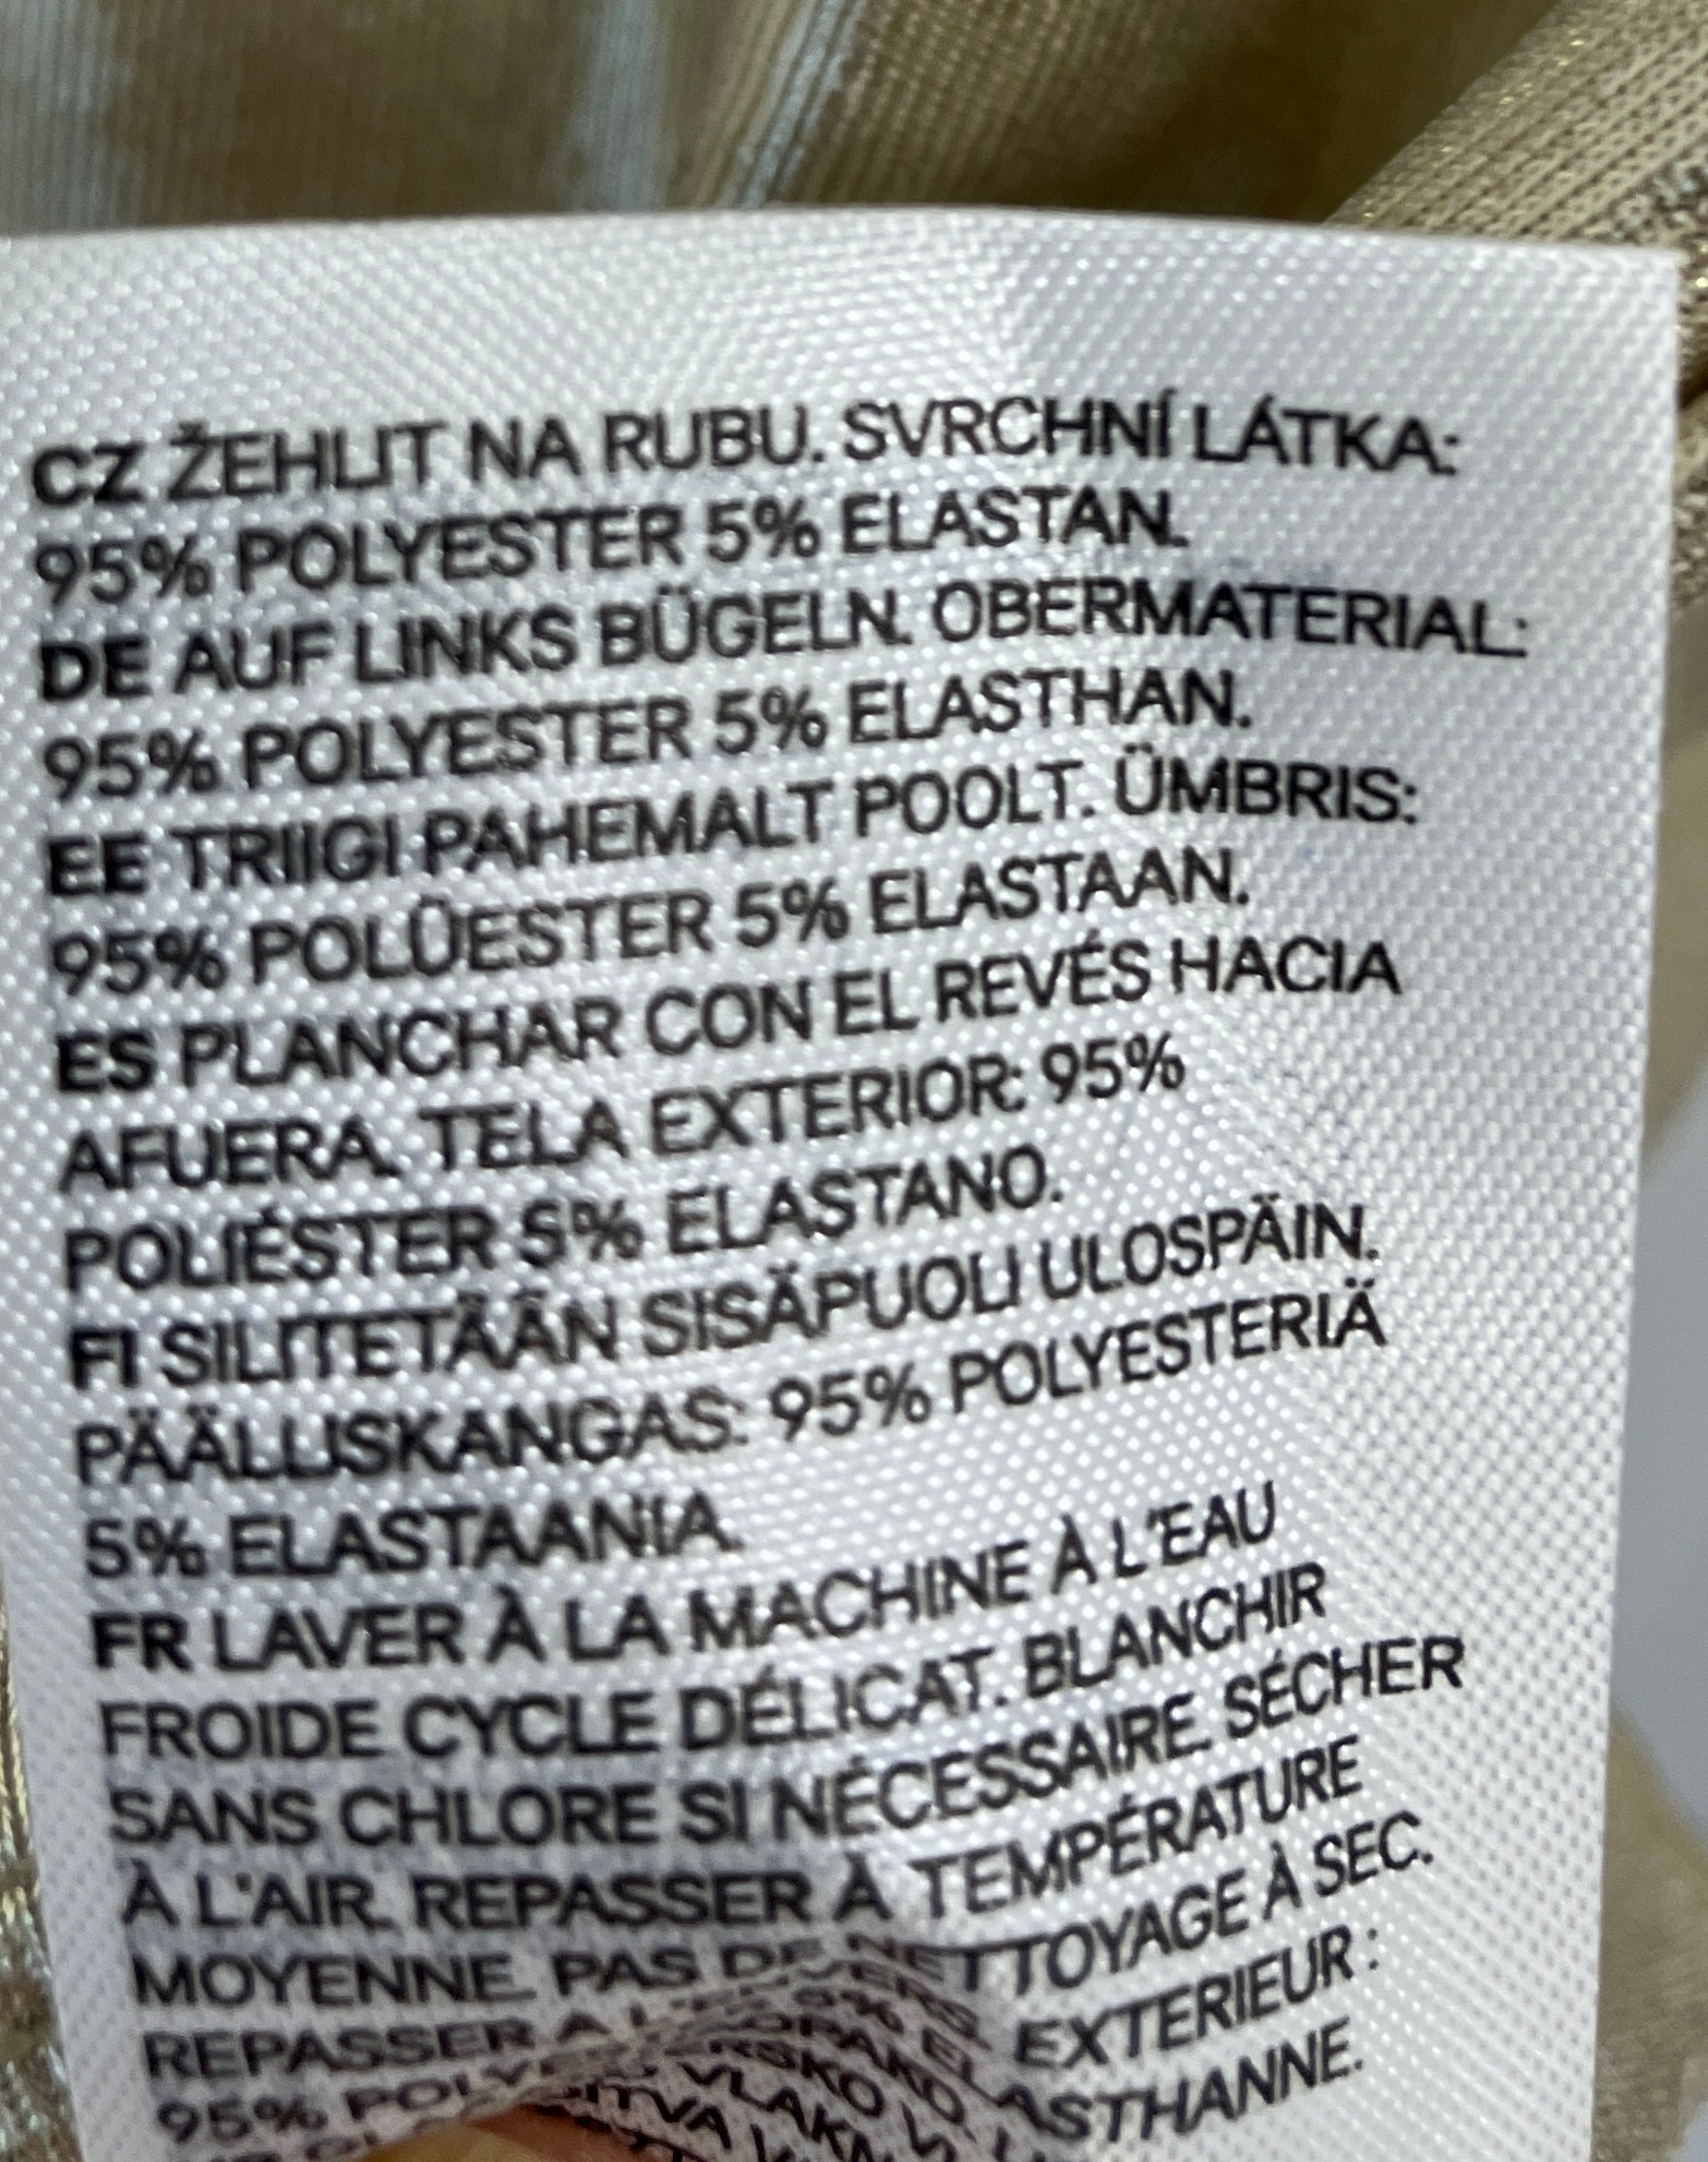 CZ ŽEHLIT NA RUBU. SVRCHNÍ LÁTKA:
95% POLYESTER 5% ELASTAN.
DE AUF LINKS BÜGELN. OBERMATERIAL:
95% POLYESTER 5% ELASTHAN.
EE TRIIGI PAHEMALT POOLT. ÜMBRIS:
95% POLÜESTER 5% ELASTAAN.
ES PLANCHAR CON EL REVÉS HACIA
AFUERA. TELA EXTERIOR: 95%
POLIÉSTER 5% ELASTANO.
FI SILITETÄÄN SISÄPUOLI ULOSPÄIN.
PÄÄLLISKANGAS: 95% POLYESTERIÄ
5% ELASTAANIA.
FR LAVER À LA MACHINE À L'EAU
FROIDE CYCLE DÉLICAT. BLANCHIR
SANS CHLORE SI NÉCESSAIRE. SÉCHER
À L'AIR. REPASSER À TEMPÉRATURE
MOYENNE. PAS DE NETTOYAGE À SEC.
REPASSER EXTERIEUR :
95% ELASTHANNE.